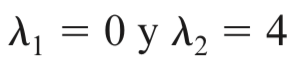 λ₁ = 0 y λ₂ = 4